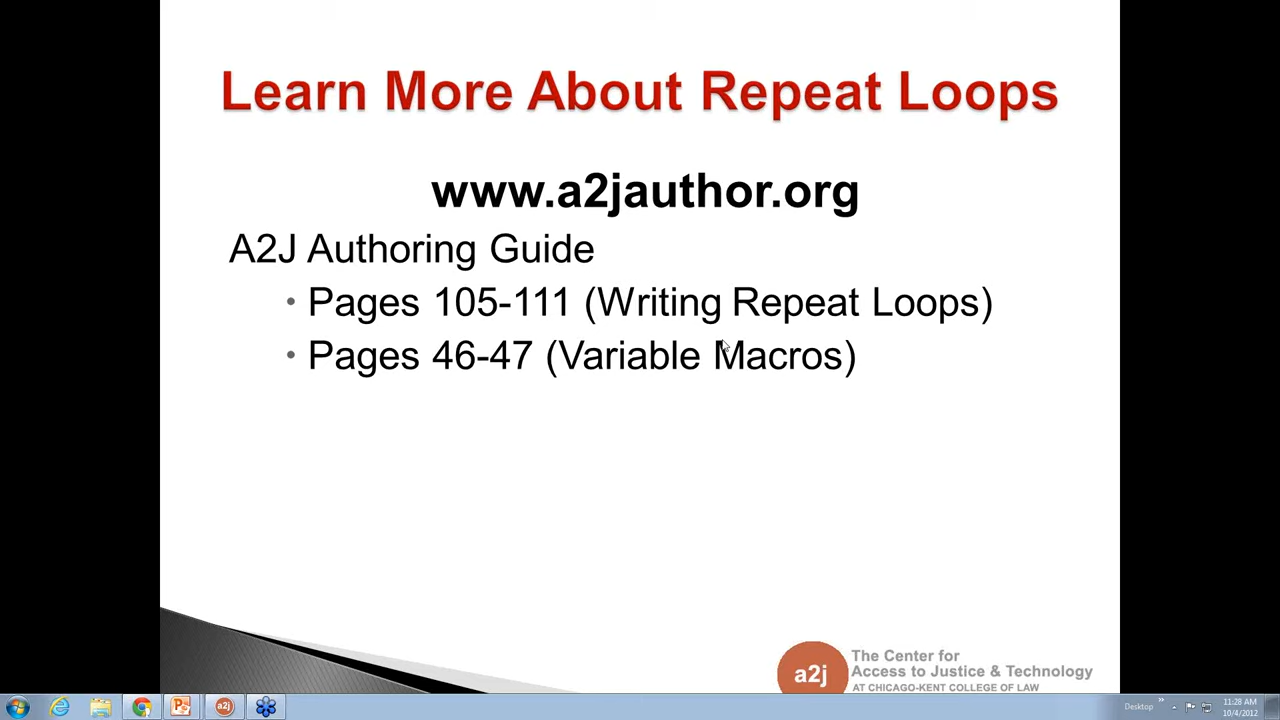 Learn More About Repeat Loops
www.a2jauthor.org
A2J Authoring Guide
• Pages 105-111 (Writing Repeat Loops)
• Pages 46-47 (Variable Macros)
a2j
The Center for
Access to Justice & Technology
AT CHICAGO-KENT COLLEGE OF LAW
a2j
Desktop
11:28 AM
10/4/2012